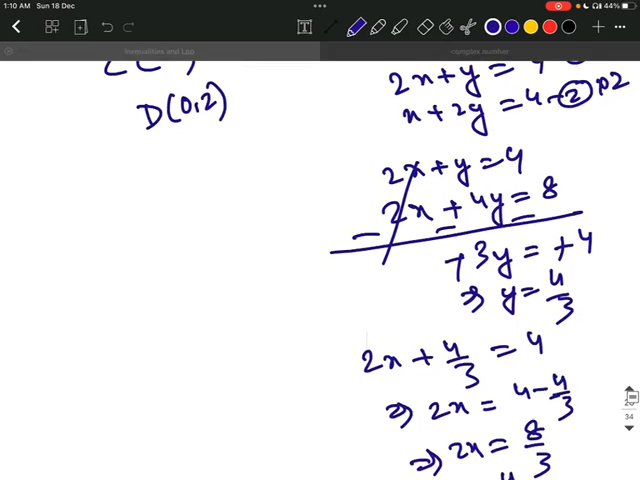 1:10 AM Sun 18 Dec
44%
Inequalities and Lpp
complex number
D(0,2)
2x+y=4
x+2y=4-② ×2
2x+y=4
2x+4y=8
- - -
+3y=+4
⇒ y=4/3
2x+4/3=4
⇒ 2x=4-4/3
⇒ 2x=8/3
34